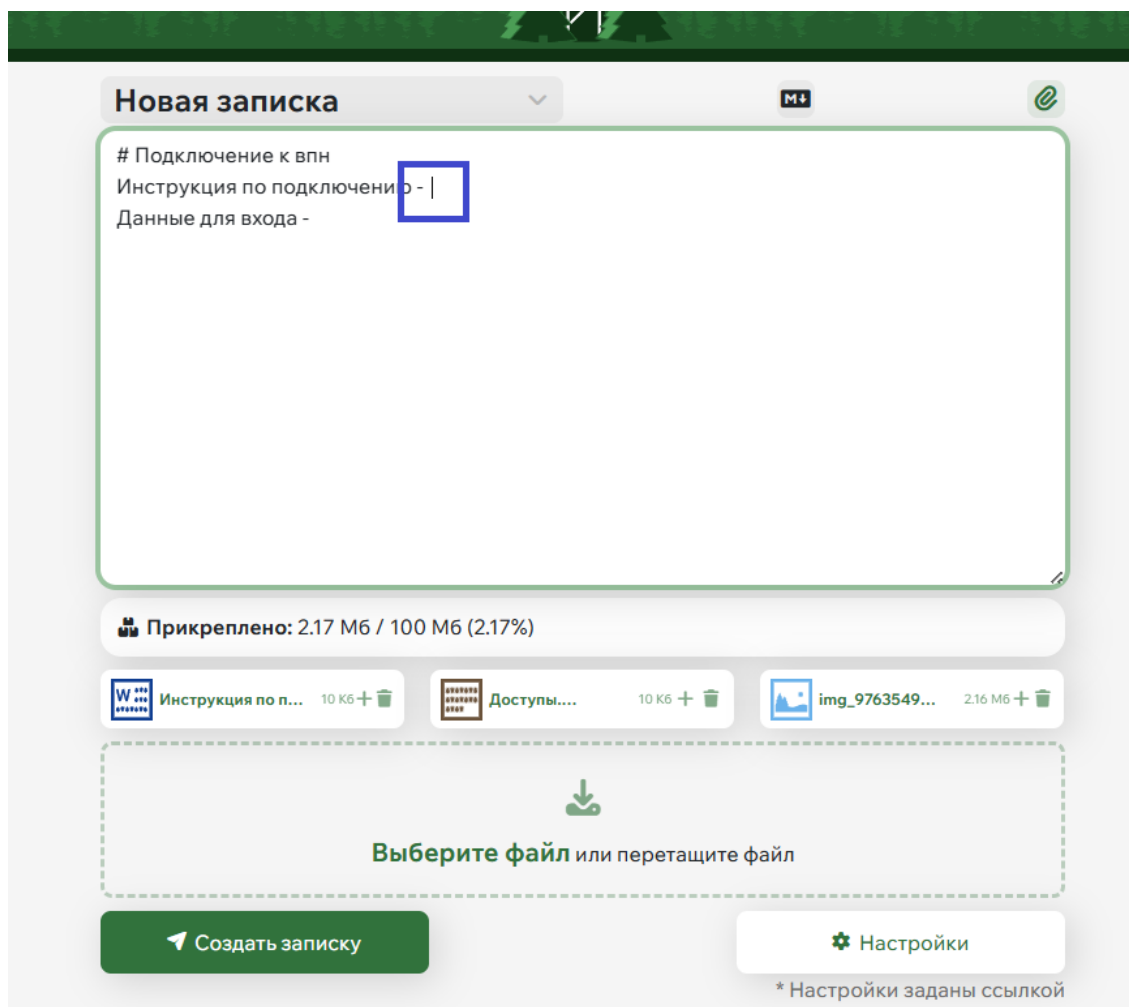 Новая записка
M
# Подключение к впн
Инструкция по подключению - 
Данные для входа -
Прикреплено: 2.17 Мб / 100 Мб (2.17%)
W Инструкция по п... 10 Кб
Доступы.... 10 Кб
img_9763549... 2.16 Мб
Выберите файл или перетащите файл
Создать записку
Настройки
* Настройки заданы ссылкой